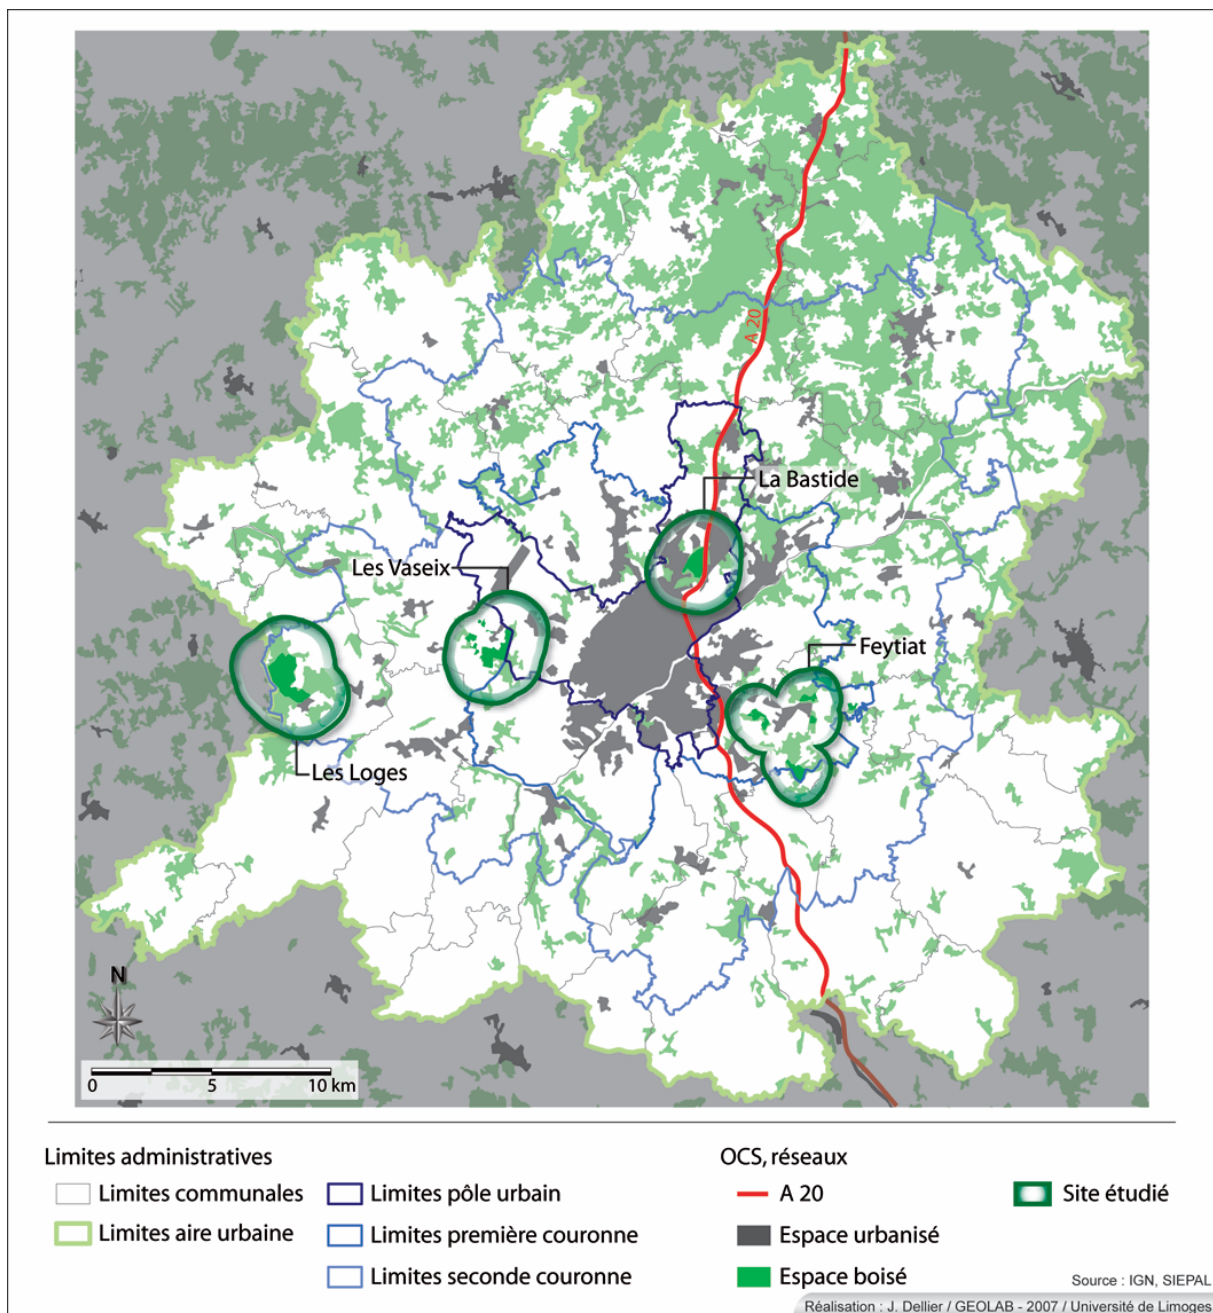 A 20
La Bastide
Les Vaseix
Feytiat
Les Loges
N
0 5 10 km
Limites administratives
Limites communales
Limites aire urbaine
Limites pôle urbain
Limites première couronne
Limites seconde couronne
OCS, réseaux
A 20
Espace urbanisé
Espace boisé
Site étudié
Source : IGN, SIEPAL
Réalisation : J. Dellier / GEOLAB - 2007 / Université de Limoges